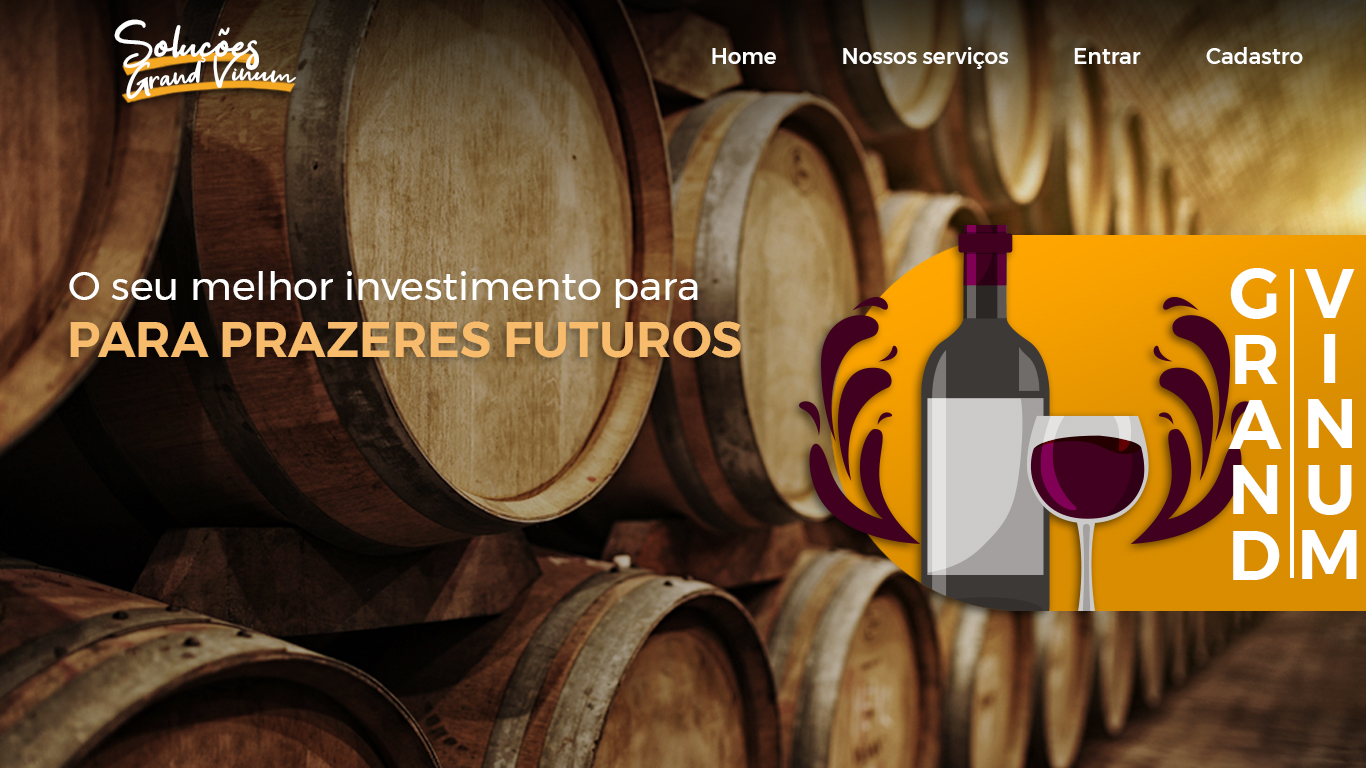 Soluções
Grand Vinum
Home
Nossos serviços
Entrar
Cadastro
O seu melhor investimento para
PARA PRAZERES FUTUROS
GRAND
VINUM